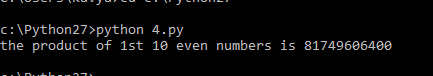 c:\Python27>python 4.py
the product of 1st 10 even numbers is 81749606400